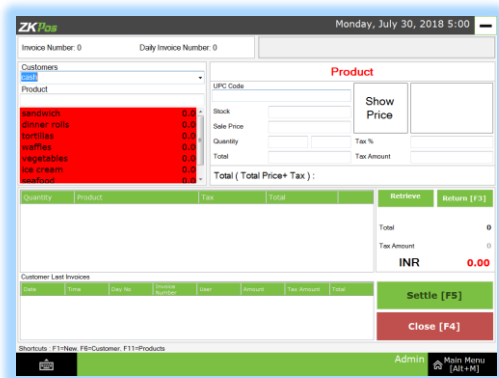 ZKPos
Monday, July 30, 2018 5:00
Invoice Number: 0
Daily Invoice Number: 0
Customers
cash
Product
sandwich 0.0
dinner rolls 0.0
tortillas 0.0
waffles 0.0
vegetables 0.0
ice cream 0.0
seafood 0.0
Product
UPC Code
Show Price
Stock
Sale Price
Quantity
Tax %
Total
Tax Amount
Total ( Total Price+ Tax ) :
Quantity Product Tax Total
Retrieve
Return [F3]
Total 0
Tax Amount 0
INR 0.00
Customer Last Invoices
Date Time Day No Invoice Number User Amount Tax Amount Total
Settle [F5]
Close [F4]
Shortcuts : F1=New. F6=Customer. F11=Products
Admin
Main Menu
[Alt+M]